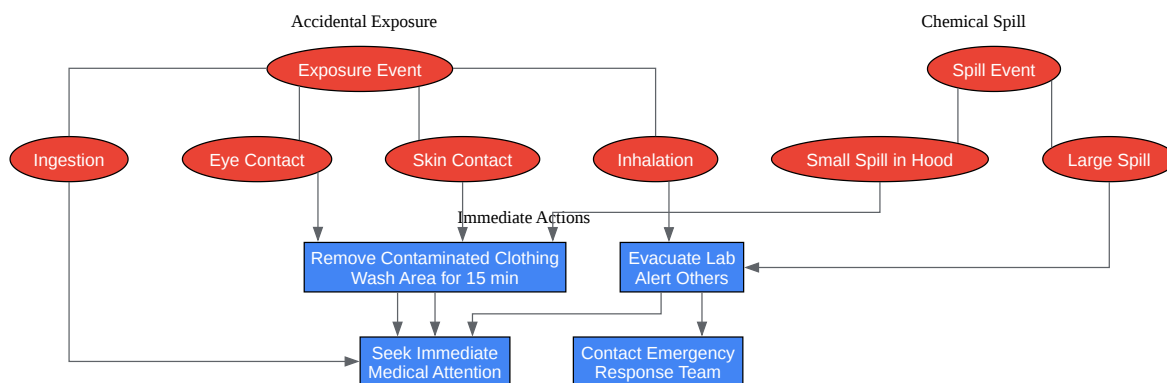 Accidental Exposure
Chemical Spill
Exposure Event
Spill Event
Ingestion
Eye Contact
Skin Contact
Inhalation
Small Spill in Hood
Large Spill
Immediate Actions
Remove Contaminated Clothing
Wash Area for 15 min
Evacuate Lab
Alert Others
Seek Immediate
Medical Attention
Contact Emergency
Response Team